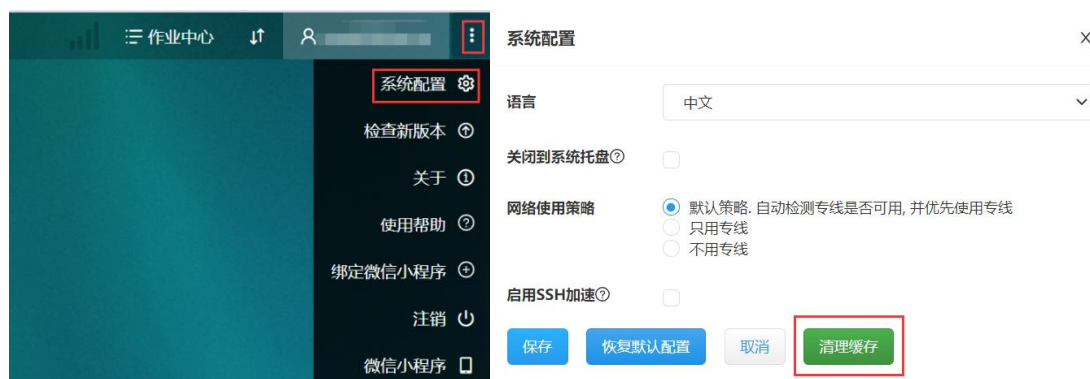 作业中心
系统配置
检查新版本
关于
使用帮助
绑定微信小程序
注销
微信小程序
系统配置
语言
中文
关闭到系统托盘
网络使用策略
默认策略. 自动检测专线是否可用, 并优先使用专线
只用专线
不用专线
启用SSH加速
保存 恢复默认配置 取消 清理缓存